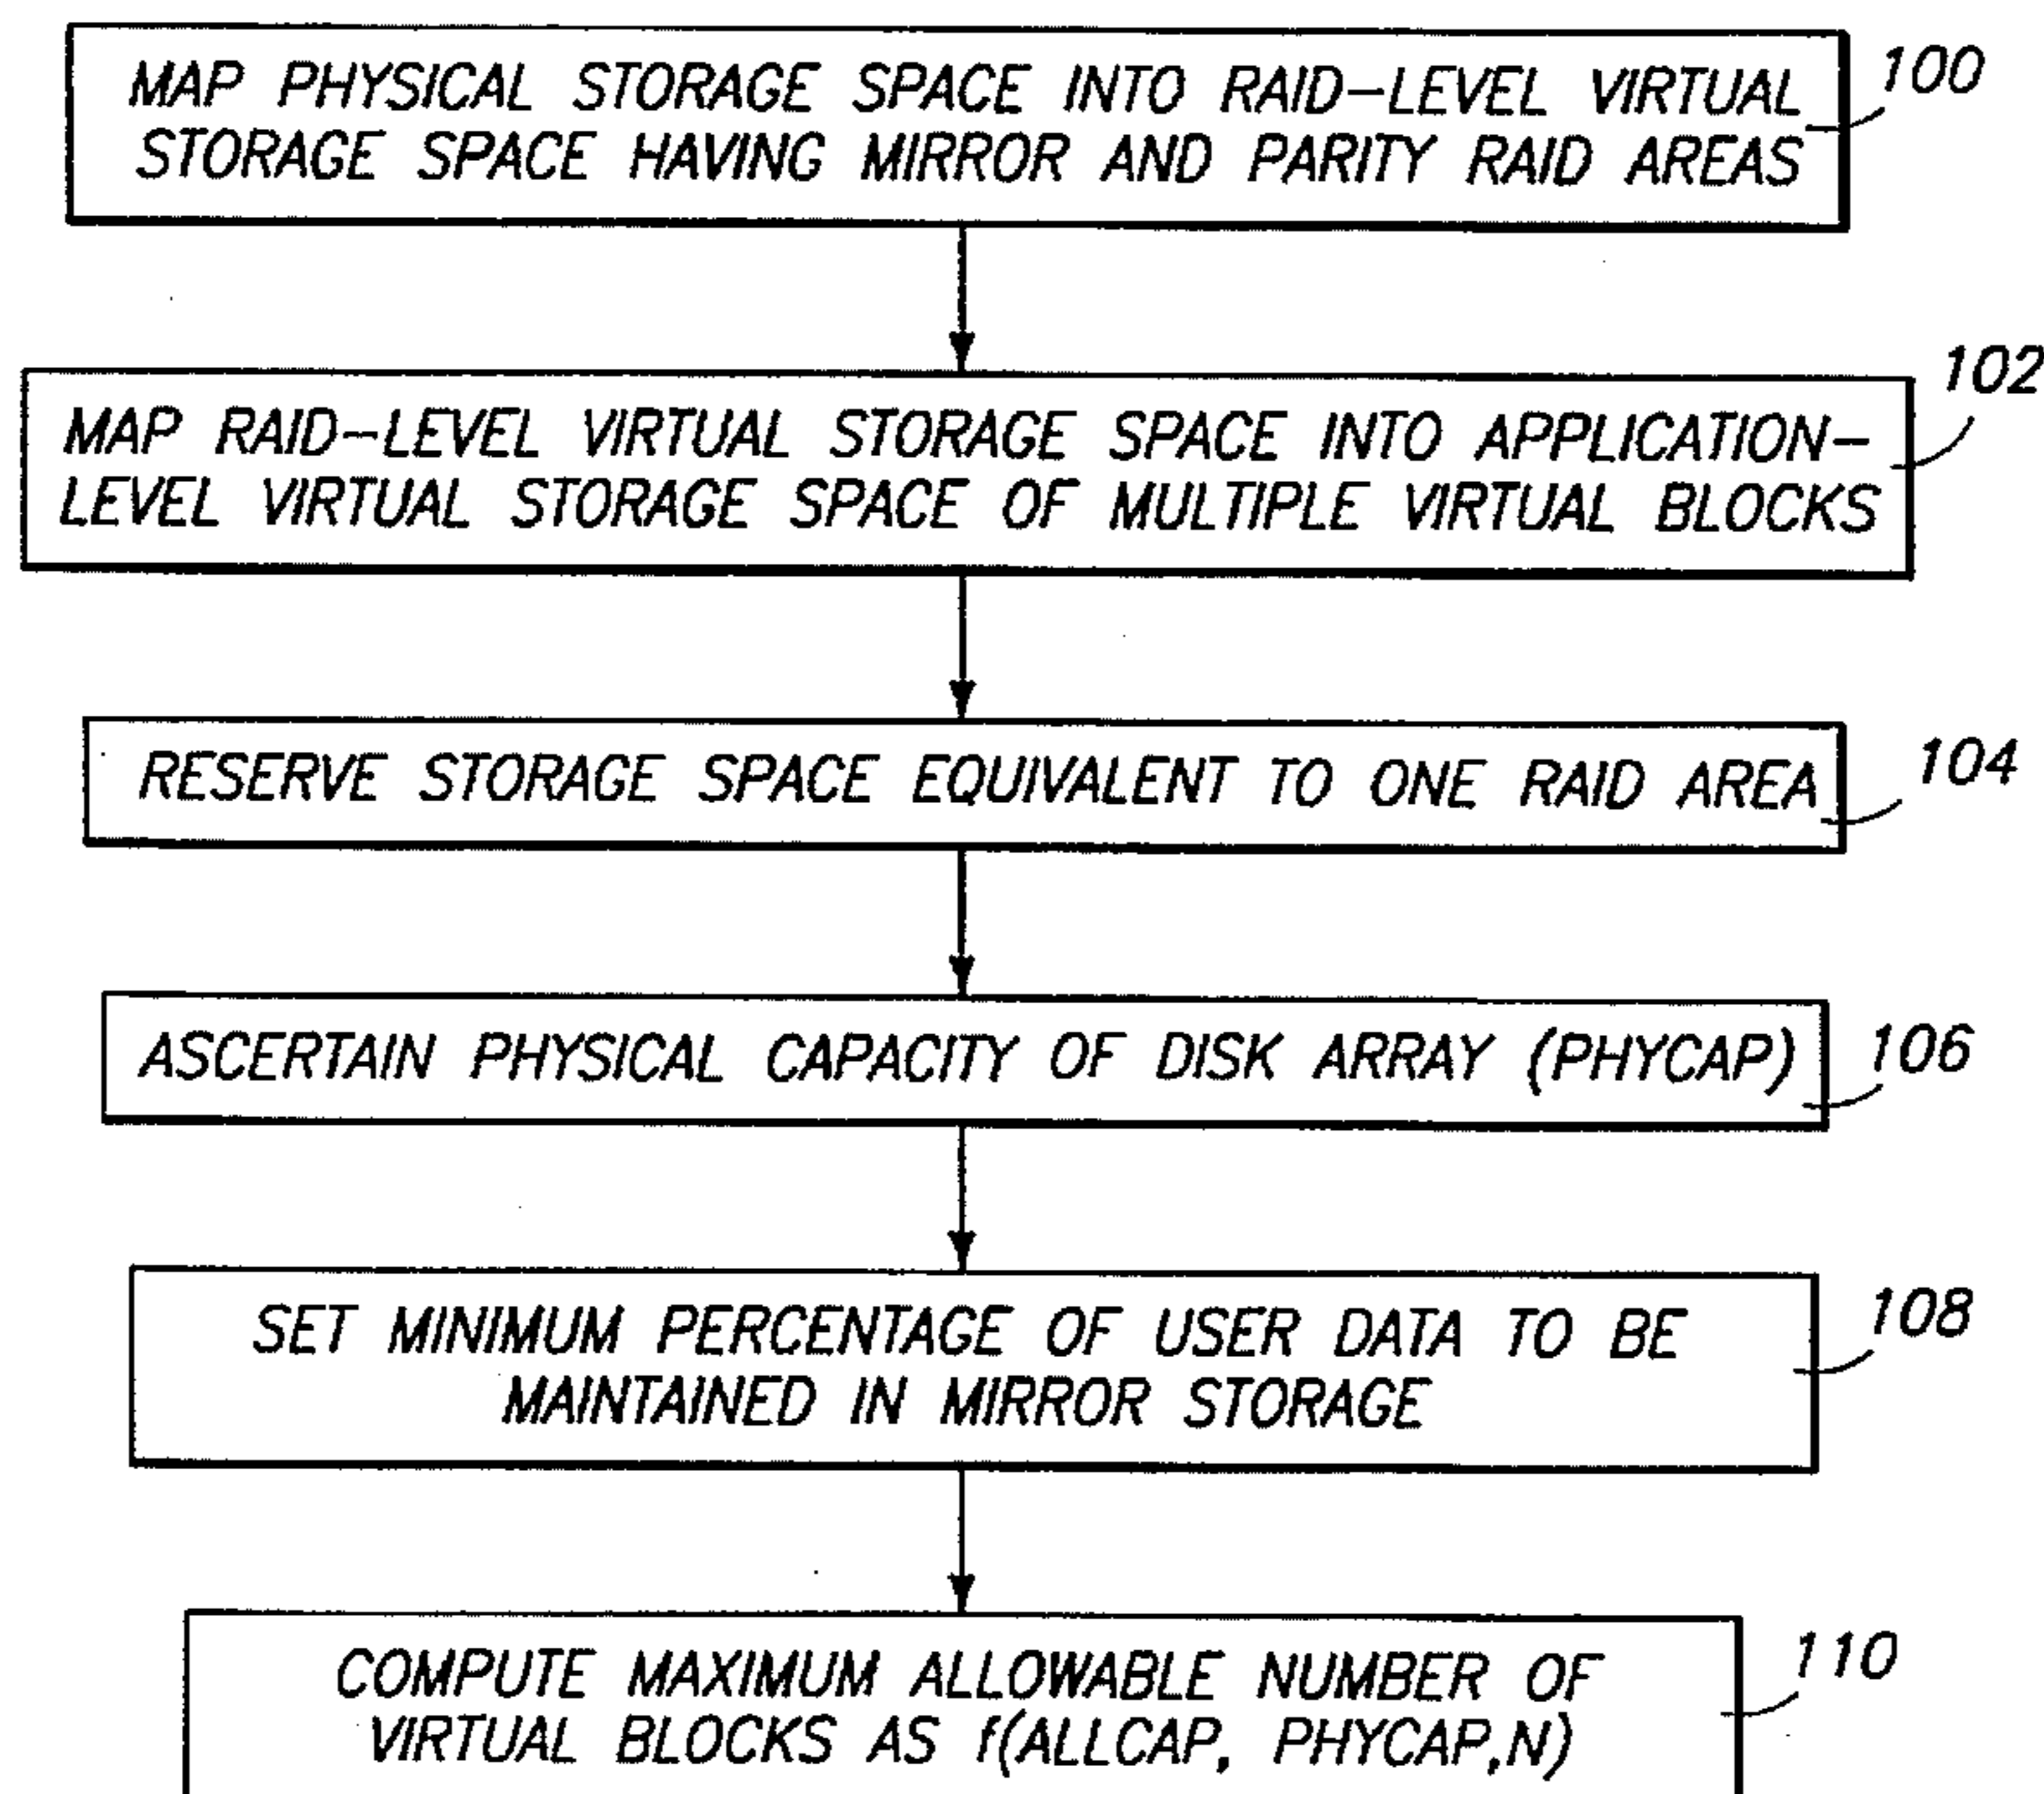 MAP PHYSICAL STORAGE SPACE INTO RAID-LEVEL VIRTUAL
STORAGE SPACE HAVING MIRROR AND PARITY RAID AREAS
100
MAP RAID-LEVEL VIRTUAL STORAGE SPACE INTO APPLICATION-
LEVEL VIRTUAL STORAGE SPACE OF MULTIPLE VIRTUAL BLOCKS
102
RESERVE STORAGE SPACE EQUIVALENT TO ONE RAID AREA
104
ASCERTAIN PHYSICAL CAPACITY OF DISK ARRAY (PHYCAP)
106
SET MINIMUM PERCENTAGE OF USER DATA TO BE
MAINTAINED IN MIRROR STORAGE
108
COMPUTE MAXIMUM ALLOWABLE NUMBER OF
VIRTUAL BLOCKS AS f(ALLCAP, PHYCAP,N)
110